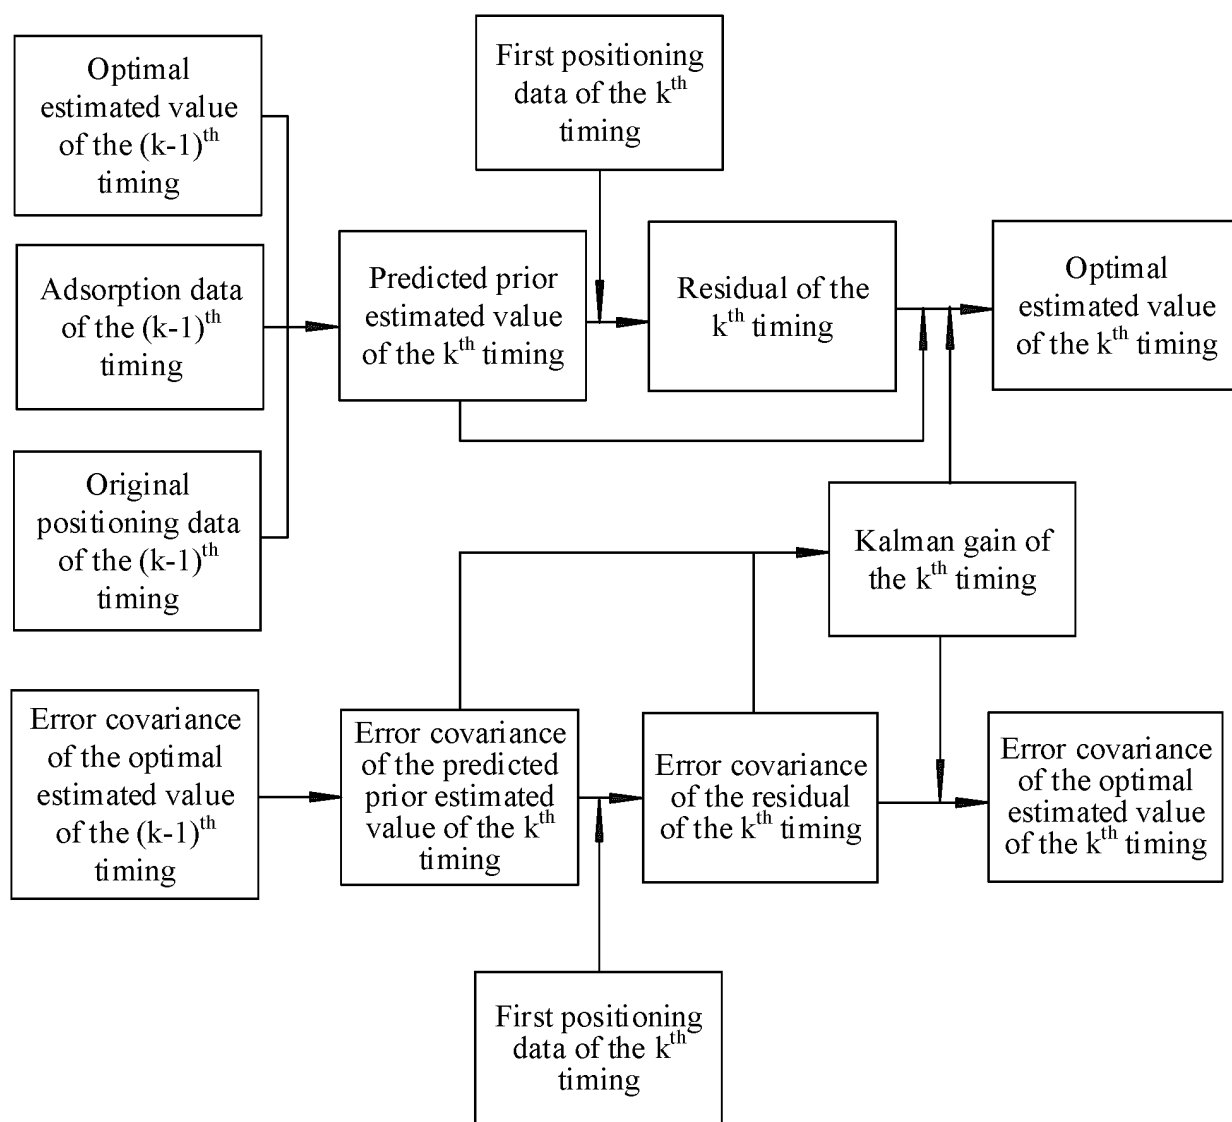 Optimal
estimated value
of the (k-1)th
timing
First positioning
data of the kth
timing
Adsorption data
of the (k-1)th
timing
Predicted prior
estimated value
of the kth timing
Residual of the
kth timing
Optimal
estimated value
of the kth timing
Original
positioning data
of the (k-1)th
timing
Kalman gain of
the kth timing
Error covariance
of the optimal
estimated value
of the (k-1)th
timing
Error covariance
of the predicted
prior estimated
value of the kth
timing
Error covariance
of the residual
of the kth timing
Error covariance
of the optimal
estimated value
of the kth timing
First positioning
data of the kth
timing